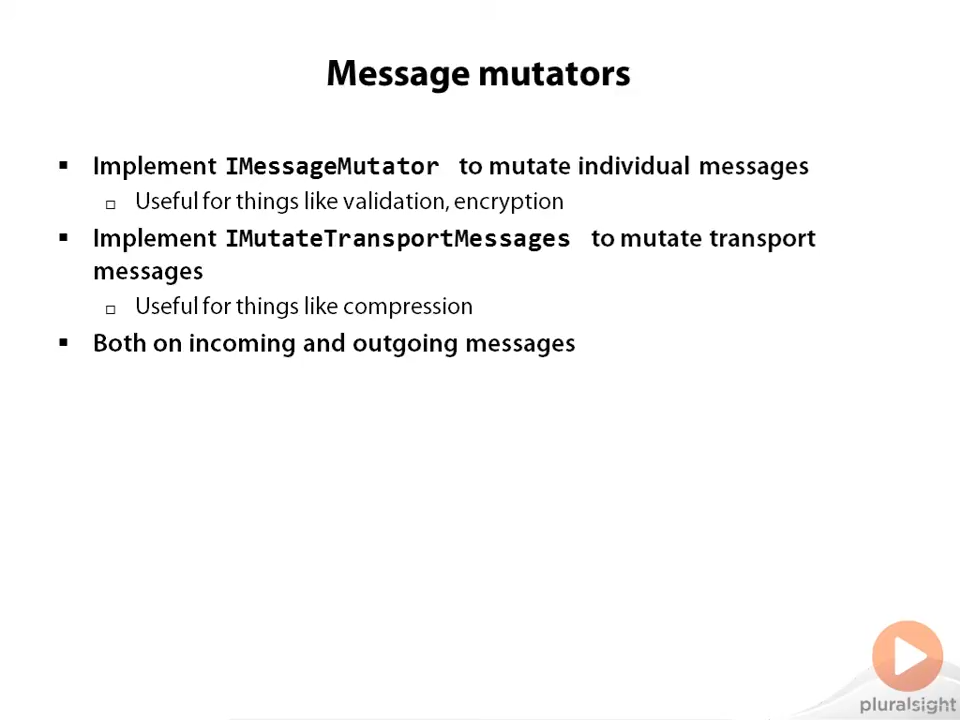 Message mutators
▪ Implement IMessageMutator to mutate individual messages
▫ Useful for things like validation, encryption
▪ Implement IMutateTransportMessages to mutate transport
messages
▫ Useful for things like compression
▪ Both on incoming and outgoing messages
pluralsight